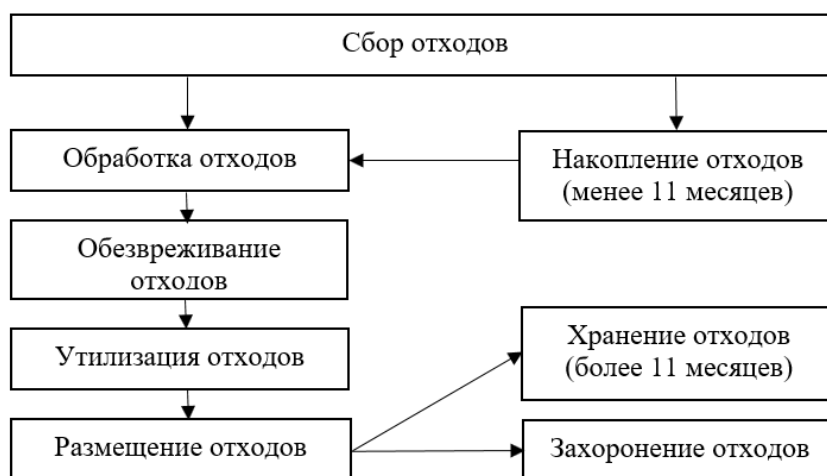 Сбор отходов
Обработка отходов
Накопление отходов
(менее 11 месяцев)
Обезвреживание
отходов
Утилизация отходов
Хранение отходов
(более 11 месяцев)
Размещение отходов
Захоронение отходов